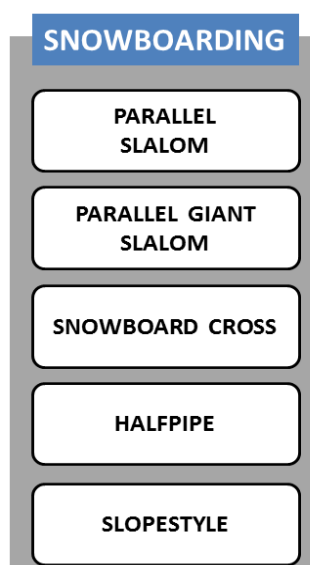 SNOWBOARDING
PARALLEL
SLALOM
PARALLEL GIANT
SLALOM
SNOWBOARD CROSS
HALFPIPE
SLOPESTYLE